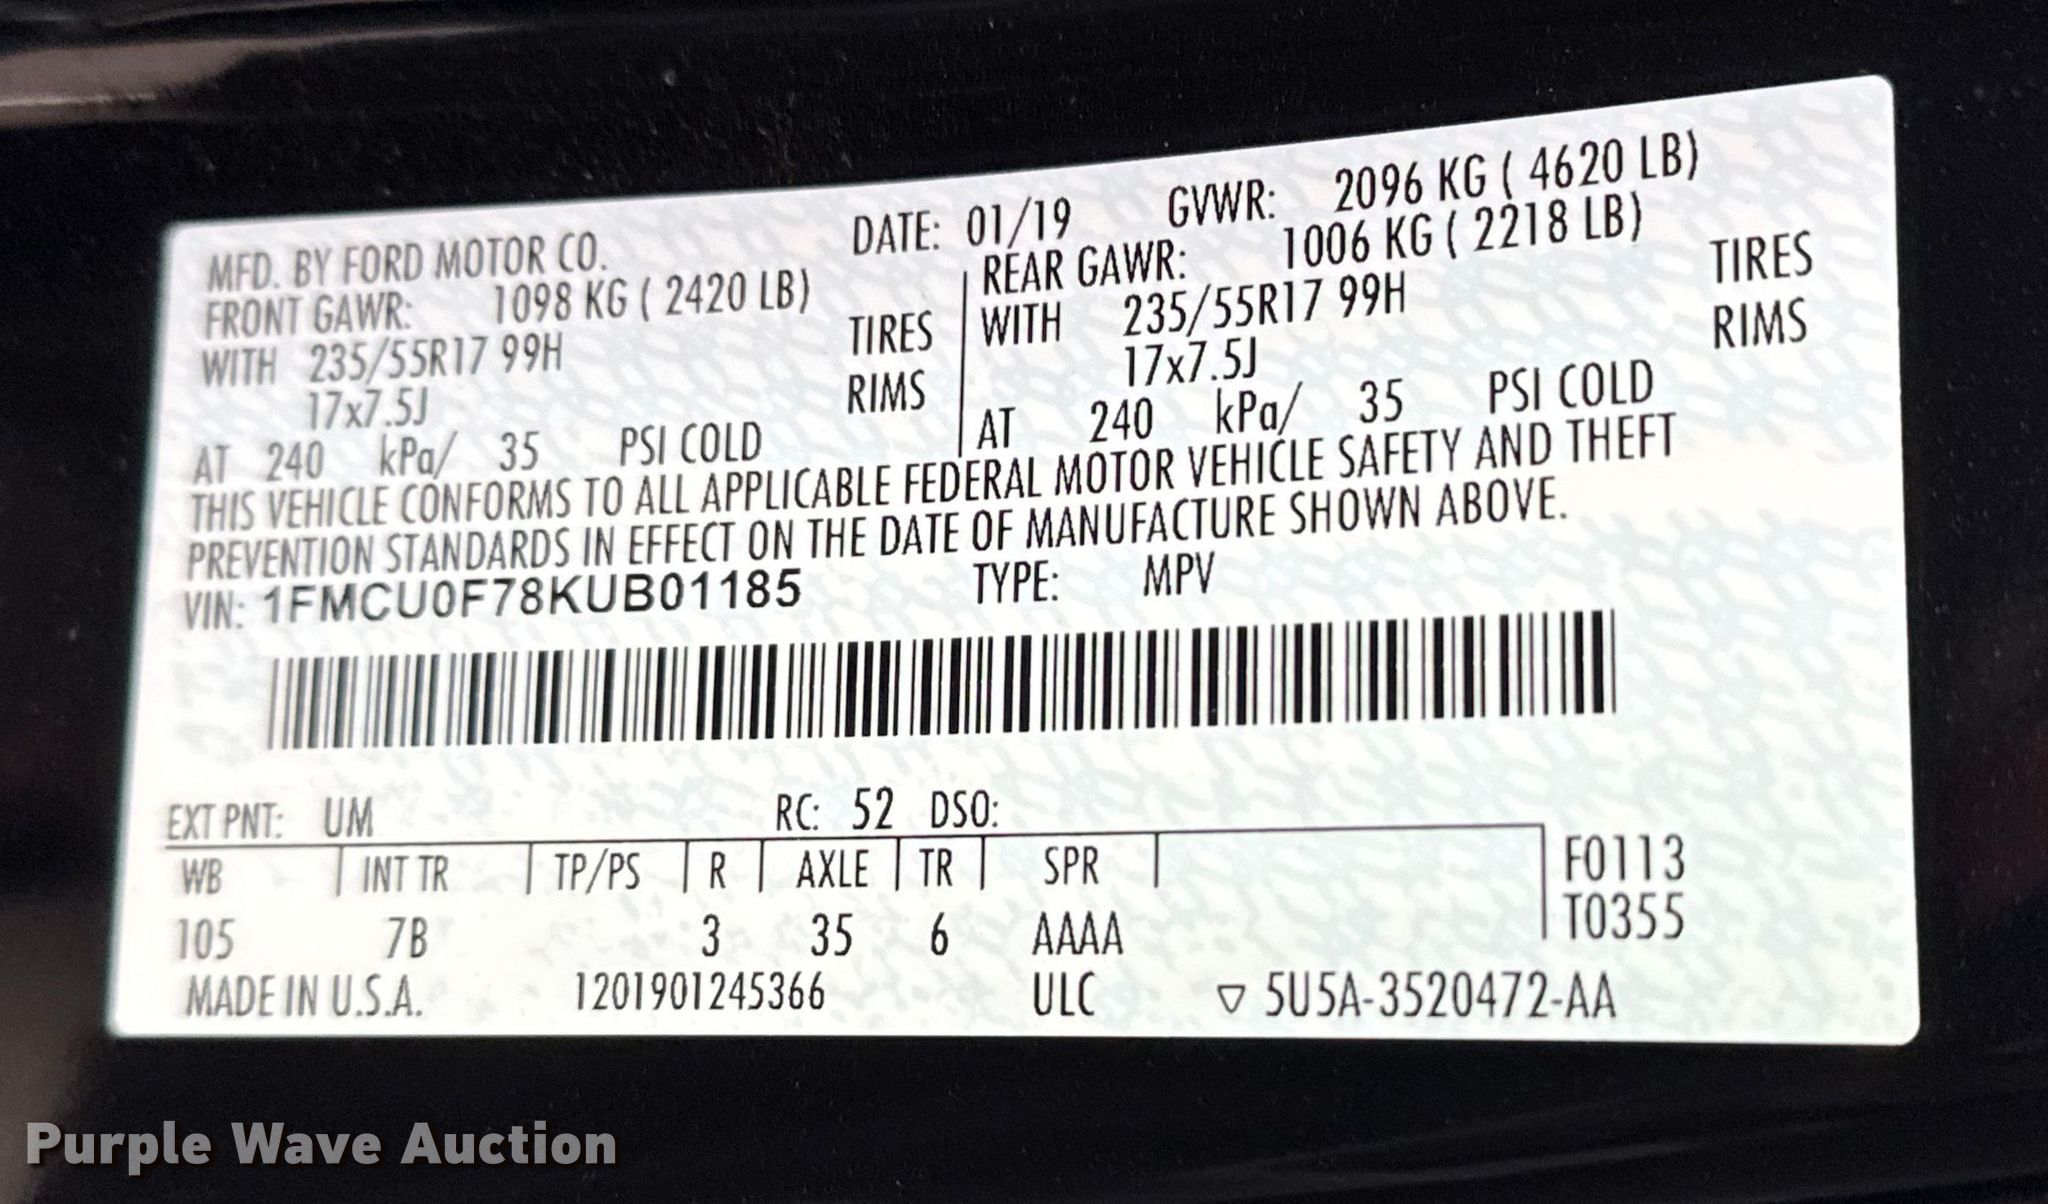 MFD. BY FORD MOTOR CO. DATE: 01/19 GVWR: 2096 KG ( 4620 LB)
FRONT GAWR: 1098 KG ( 2420 LB) REAR GAWR: 1006 KG ( 2218 LB)
WITH 235/55R17 99H TIRES WITH 235/55R17 99H TIRES
17x7.5J RIMS 17x7.5J RIMS
AT 240 kPa/ 35 PSI COLD AT 240 kPa/ 35 PSI COLD
THIS VEHICLE CONFORMS TO ALL APPLICABLE FEDERAL MOTOR VEHICLE SAFETY AND THEFT
PREVENTION STANDARDS IN EFFECT ON THE DATE OF MANUFACTURE SHOWN ABOVE.
VIN: 1FMCU0F78KUB01185 TYPE: MPV
EXT PNT: UM RC: 52 DSO:
WB INT TR TP/PS R AXLE TR SPR F0113
105 7B 3 35 6 AAAA T0355
MADE IN U.S.A. 1201901245366 ULC ▽ 5U5A-3520472-AA
Purple Wave Auction